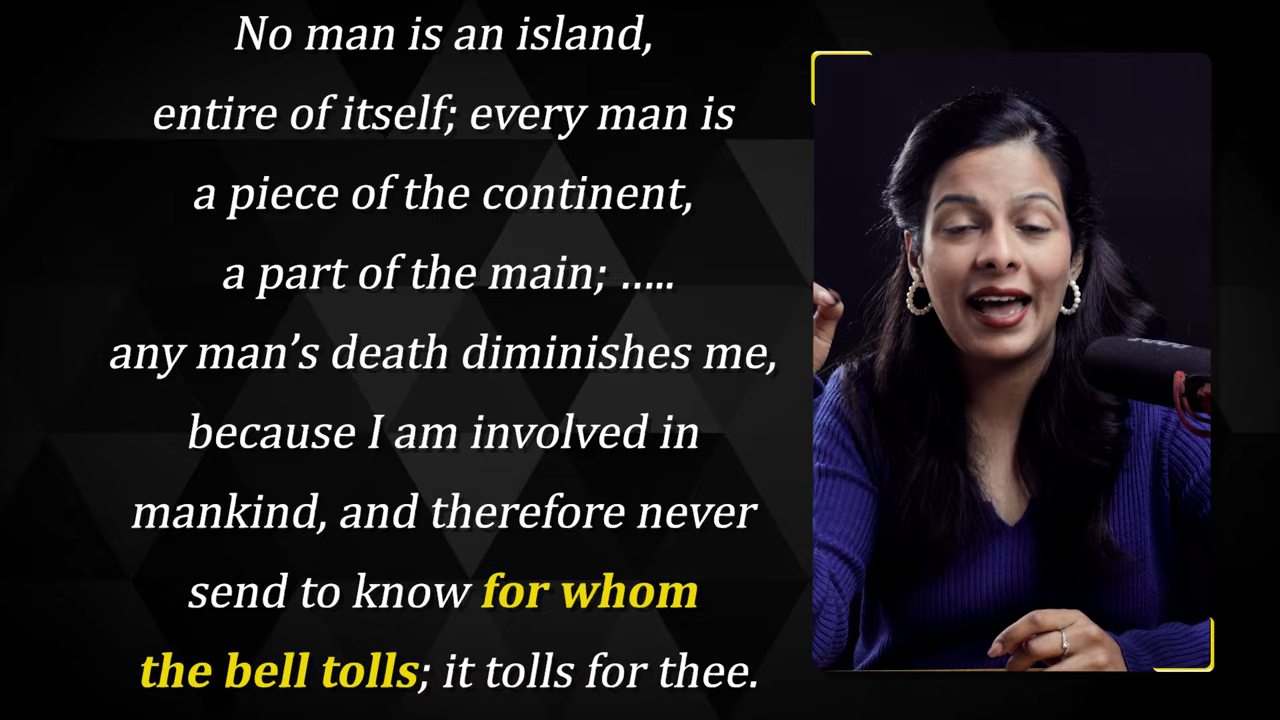 No man is an island,
entire of itself; every man is
a piece of the continent,
a part of the main; .....
any man’s death diminishes me,
because I am involved in
mankind, and therefore never
send to know for whom
the bell tolls; it tolls for thee.